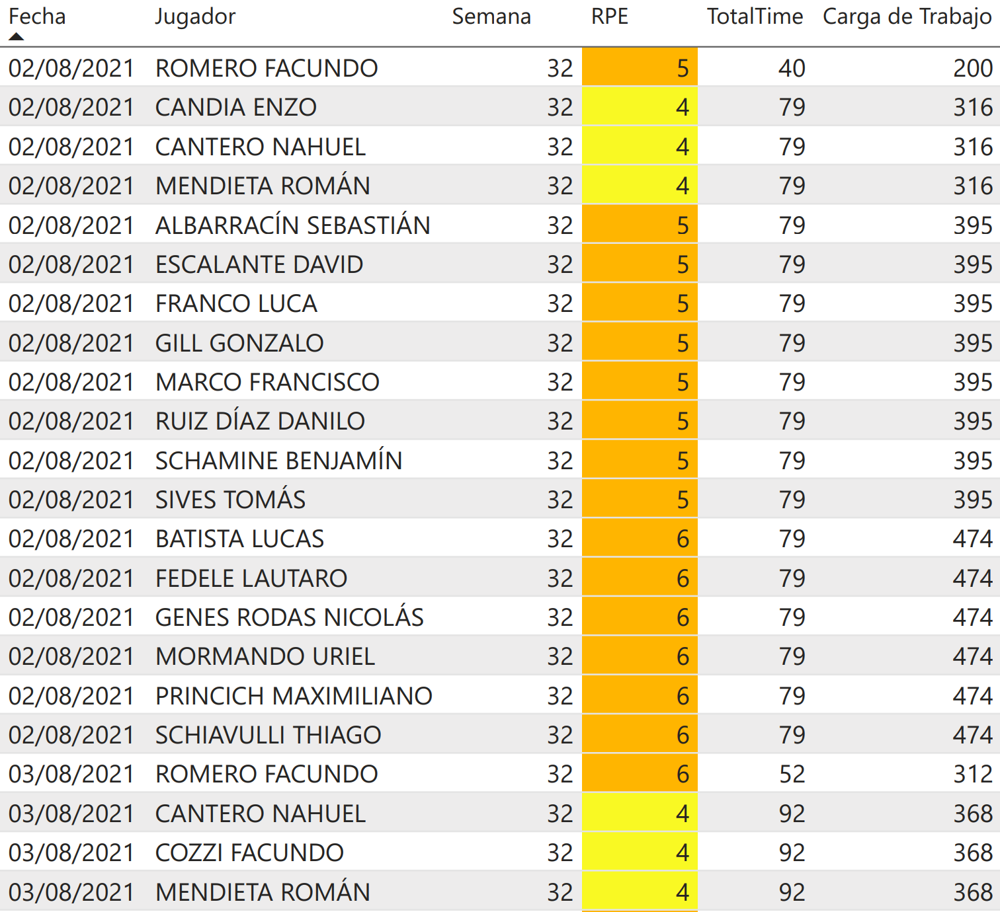 Fecha Jugador Semana RPE TotalTime Carga de Trabajo
02/08/2021 ROMERO FACUNDO 32 5 40 200
02/08/2021 CANDIA ENZO 32 4 79 316
02/08/2021 CANTERO NAHUEL 32 4 79 316
02/08/2021 MENDIETA ROMÁN 32 4 79 316
02/08/2021 ALBARRACÍN SEBASTIÁN 32 5 79 395
02/08/2021 ESCALANTE DAVID 32 5 79 395
02/08/2021 FRANCO LUCA 32 5 79 395
02/08/2021 GILL GONZALO 32 5 79 395
02/08/2021 MARCO FRANCISCO 32 5 79 395
02/08/2021 RUIZ DÍAZ DANILO 32 5 79 395
02/08/2021 SCHAMINE BENJAMÍN 32 5 79 395
02/08/2021 SIVES TOMÁS 32 5 79 395
02/08/2021 BATISTA LUCAS 32 6 79 474
02/08/2021 FEDELE LAUTARO 32 6 79 474
02/08/2021 GENES RODAS NICOLÁS 32 6 79 474
02/08/2021 MORMANDO URIEL 32 6 79 474
02/08/2021 PRINCICH MAXIMILIANO 32 6 79 474
02/08/2021 SCHIAVULLI THIAGO 32 6 79 474
03/08/2021 ROMERO FACUNDO 32 6 52 312
03/08/2021 CANTERO NAHUEL 32 4 92 368
03/08/2021 COZZI FACUNDO 32 4 92 368
03/08/2021 MENDIETA ROMÁN 32 4 92 368